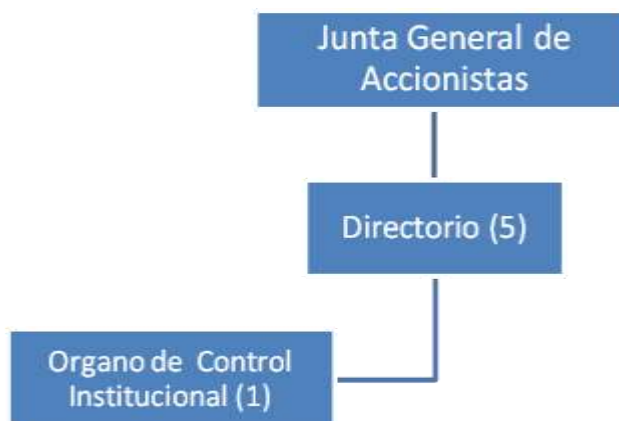 Junta General de
Accionistas
Directorio (5)
Organo de Control
Institucional (1)